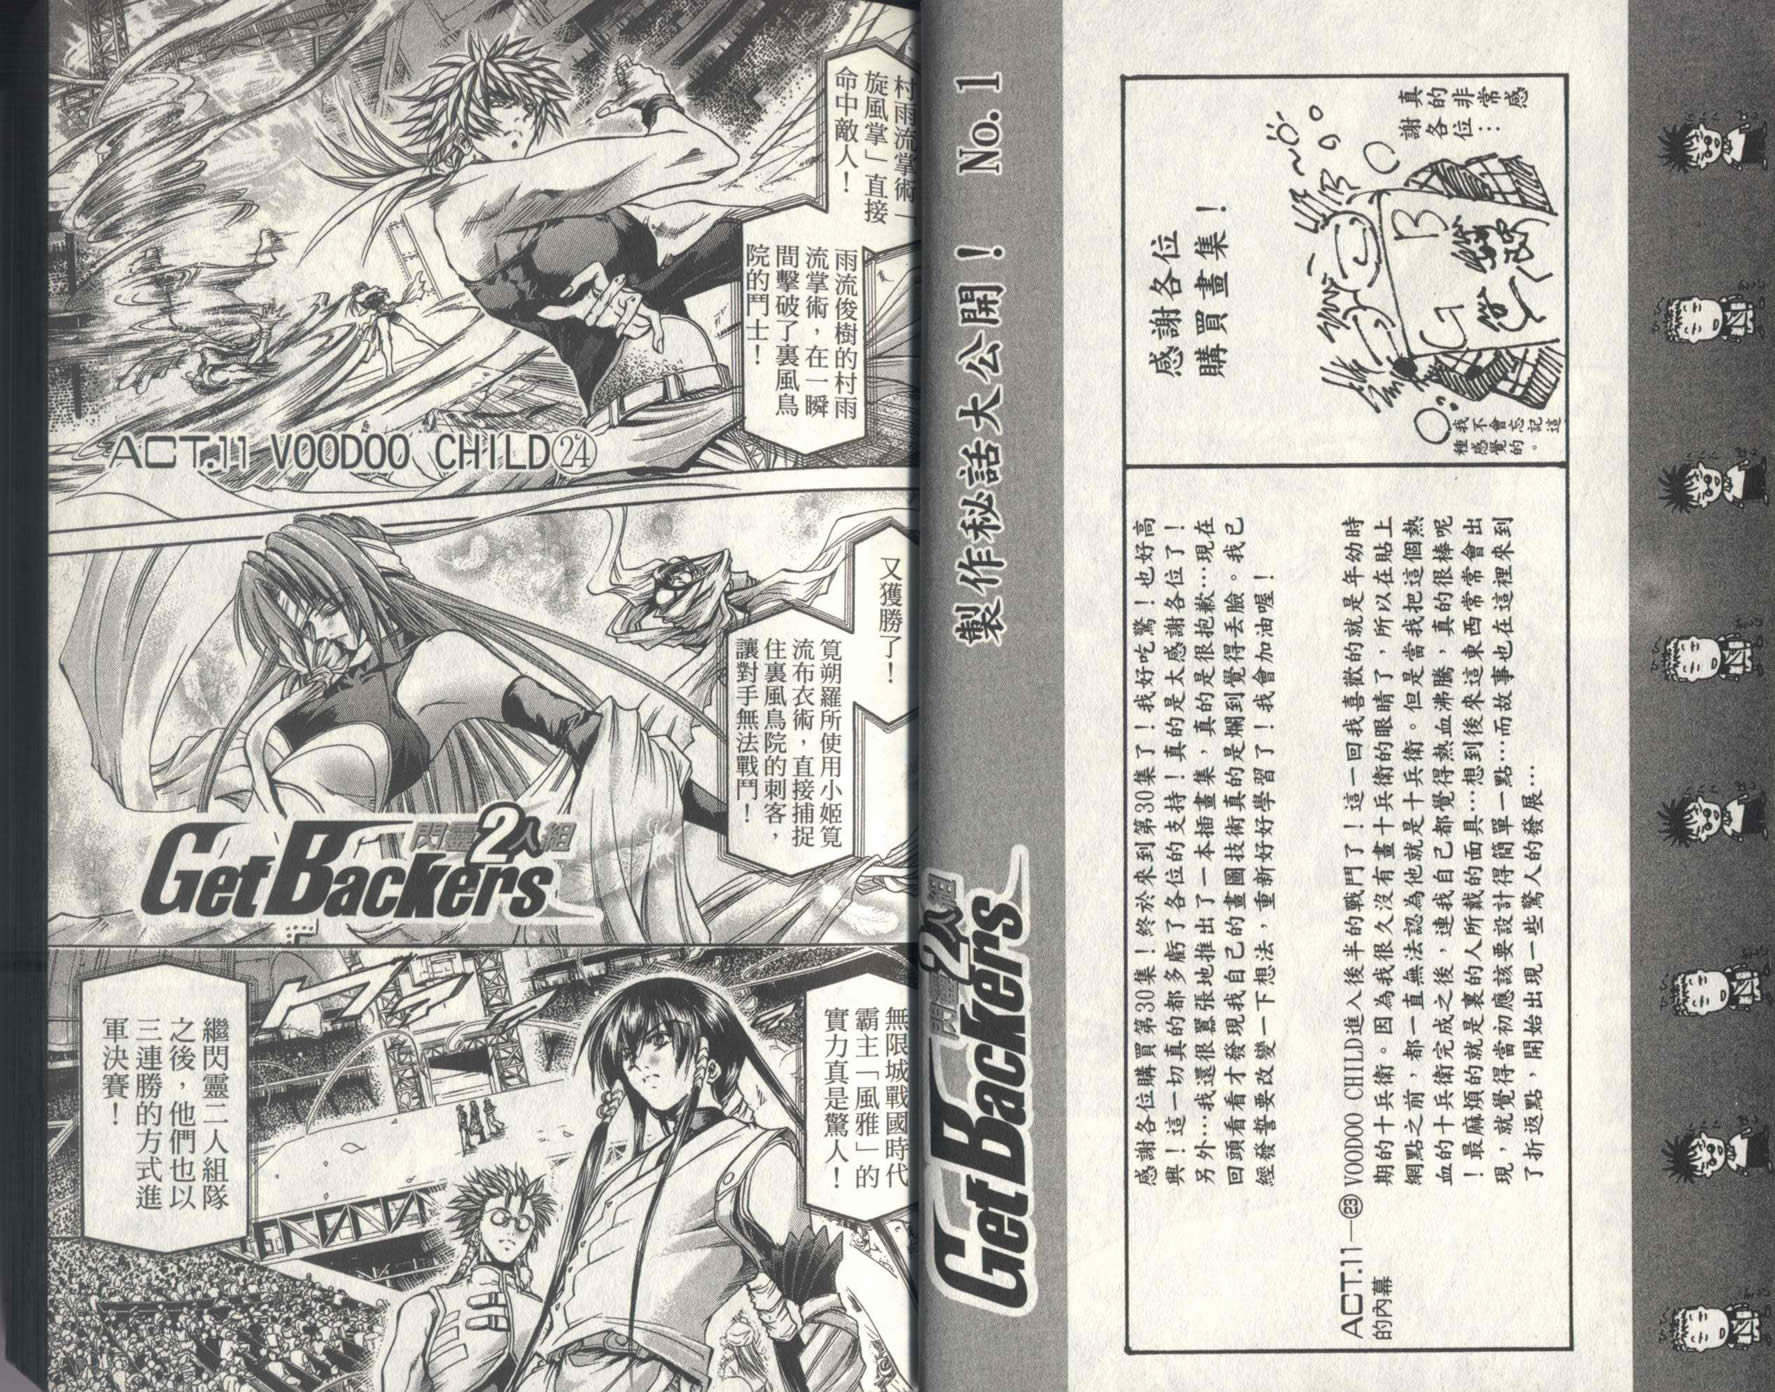 製作秘話大公開！ No. 1
GetBackers
閃靈2人組
真的非常感
謝各位…
G B
我不會忘記這
種感覺的。
感謝各位
購買畫集！
感謝各位購買第30集！終於來到第30集了！我好吃驚！也好高
興！這一切真的都多虧了各位的支持！真的是太感謝各位了！
另外…我還很囂張地推出了一本插畫集，真的是很抱歉…現在
回頭看看才發現我自己的畫圖技術真的是爛到覺得丟臉。我已
經發誓要改變一下想法，重新好好學習了！我會加油喔！
ACT.11—㉓ VOODOO CHILD進入後半的戰鬥了！這一回我喜歡的就是年幼時
的內幕
期的十兵衛。因為我很久沒有畫十兵衛的眼睛了，所以在貼上
網點之前，都一直無法認為他就是十兵衛。但是當我把這個熱
血的十兵衛完成之後，連我自己都覺得熱血沸騰，真的很棒呢
！最麻煩的就是裏的人所戴的面具…想到後來這東西常常會出
現，就覺得當初應該要設計得簡單一點…而故事也在這裡來到
了折返點，開始出現一些驚人的發展…
村雨流掌術—
旋風掌」直接
命中敵人！
雨流俊樹的村雨
流掌術，在一瞬
間擊破了裏風鳥
院的鬥士！
ACT.11 VOODOO CHILD㉔
又獲勝了！
筧朔羅所使用小姬筧
流布衣術，直接捕捉
住裏風鳥院的刺客，
讓對手無法戰鬥！
閃靈2人組
GetBackers
無限城戰國時代
霸主「風雅」的
實力真是驚人！
繼閃靈二人組隊
之後，他們也以
三連勝的方式進
軍決賽！